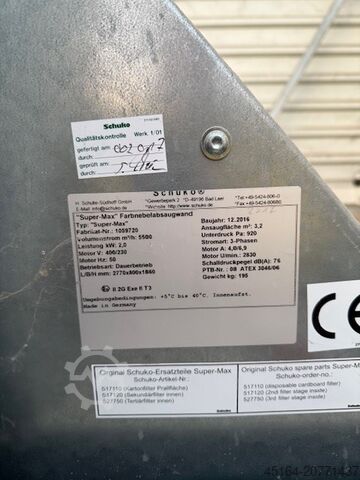 Schuko
Qualitätskontrolle Werk 1/01
gefertigt am:
durch:
geprüft am:
durch:
Schuko®
H. Schulte-Südhoff GmbH *Gewerbepark 2 *D-49196 Bad Laer *Tel +49-5424-806-0
E-Mail info@schuko.de *Website http://www.schuko.de *Fax +49-5424-80680
"Super-Max" Farbnebelabsaugwand
Typ: "Super-Max" Baujahr: 12.2016
Fabrikat-Nr: 1059720 Ansaugfläche m²: 3,2
Volumenstrom m³/h: 5500 Unterdruck Pa: 920
Leistung kW: 2,0 Stromart: 3-Phasen
Motor V: 400/230 Motor A: 4,0/6,9
Motor Hz: 50 Motor U/min.: 2830
Betriebsart: Dauerbetrieb Schalldruckpegel dB(A): 76
L/B/H mm: 2770x800x1860 PTB-Nr: 08 ATEX 3046/06
Gewicht kg: 195
Ex II 2G Exe II T3
Umgebungsbedingungen: +5°C bis 40°C. Innenaufst.
Made in Germany
CE
Original Schuko-Ersatzteile Super-Max
Schuko-Artikel-Nr:
517110 (Kartonfilter Prallfläche)
517120 (Sekundärfilter innen)
527750 (Tertiärfilter innen)
Schuko
Original Schuko spare parts Super-Max
Schuko-order-no.:
517110 (disposable cardboard filter)
517120 (2nd filter stage inside)
527750 (3rd filter stage inside)
45164-20771437